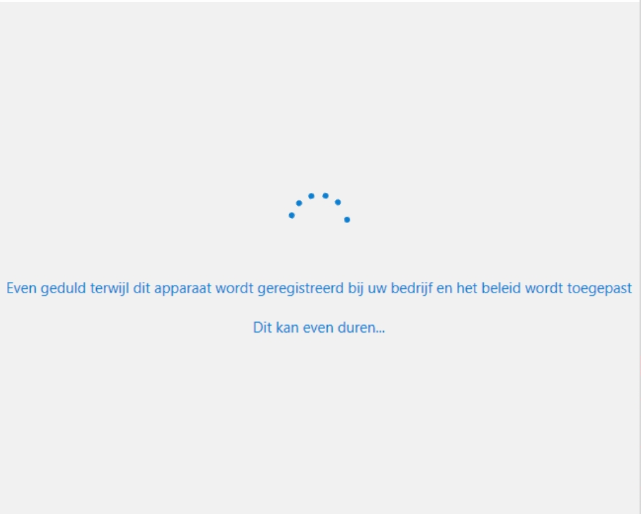 Even geduld terwijl dit apparaat wordt geregistreerd bij uw bedrijf en het beleid wordt toegepast
Dit kan even duren...